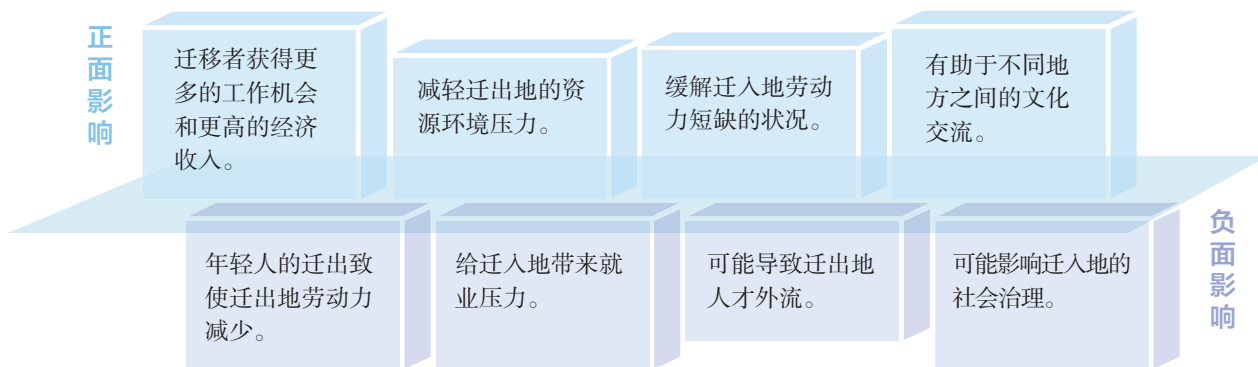 正面影响
迁移者获得更
多的工作机会
和更高的经济
收入。
减轻迁出地的资
源环境压力。
缓解迁入地劳动
力短缺的状况。
有助于不同地
方之间的文化
交流。
年轻人的迁出致
使迁出地劳动力
减少。
给迁入地带来就
业压力。
可能导致迁出地
人才外流。
可能影响迁入地的
社会治理。
负面影响